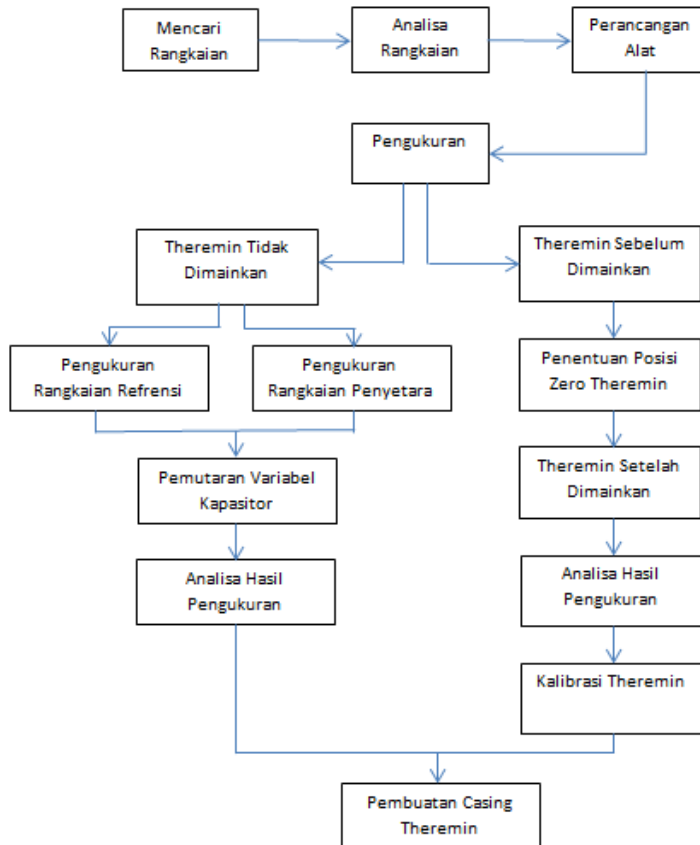 Mencari
Rangkaian
Analisa
Rangkaian
Perancangan
Alat
Pengukuran
Theremin Tidak
Dimainkan
Theremin Sebelum
Dimainkan
Pengukuran
Rangkaian Refrensi
Pengukuran
Rangkaian Penyetara
Penentuan Posisi
Zero Theremin
Pemutaran Variabel
Kapasitor
Theremin Setelah
Dimainkan
Analisa Hasil
Pengukuran
Analisa Hasil
Pengukuran
Kalibrasi Theremin
Pembuatan Casing
Theremin